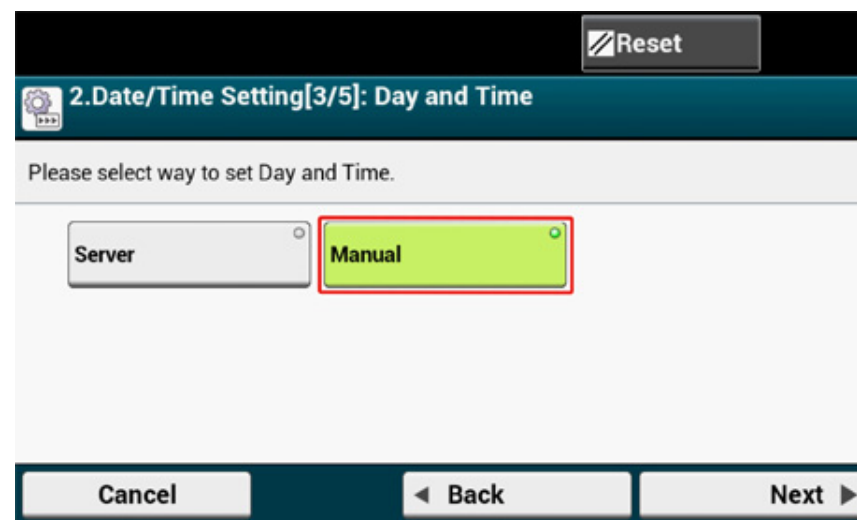 Reset
2.Date/Time Setting[3/5]: Day and Time
Please select way to set Day and Time.
Server
Manual
Cancel
◀ Back
Next ▶